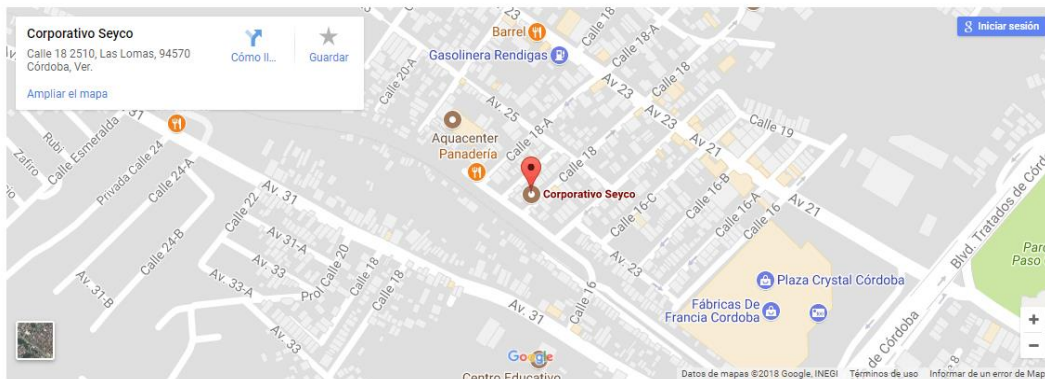 Corporativo Seyco
Calle 18 2510, Las Lomas, 94570
Córdoba, Ver.
Cómo ll...
Guardar
Ampliar el mapa
Iniciar sesión
Barrel
Gasolinera Rendigas
Calle 18-A
Calle 20-A
Calle 18
Av 23
Av. 25
Av 23
Calle 19
Av 31
Aquacenter
Panadería
Calle 18-A
Calle 18
Av 21
Rubi
Zafiro
Calle Esmeralda
Privada Calle 24
Calle 24-A
Corporativo Seyco
Calle 16-C
Calle 16-B
Calle 16-A
Calle 16
Av 21
Blvd. Tratados de Córd
Calle 22
Calle 24-B
Av 31-A
Av. 33
Av. 33-A
Prol Calle 20
Calle 18
Calle 18
Av. 23
Calle 16
Parq
Paso
Plaza Crystal Córdoba
Fábricas De
Francia Cordoba
Av. 31-B
Av. 33
Av. 31
Calle 16
de Córdoba
Google
Centro Educativo
Datos de mapas ©2018 Google, INEGI
Términos de uso
Informar de un error de Map